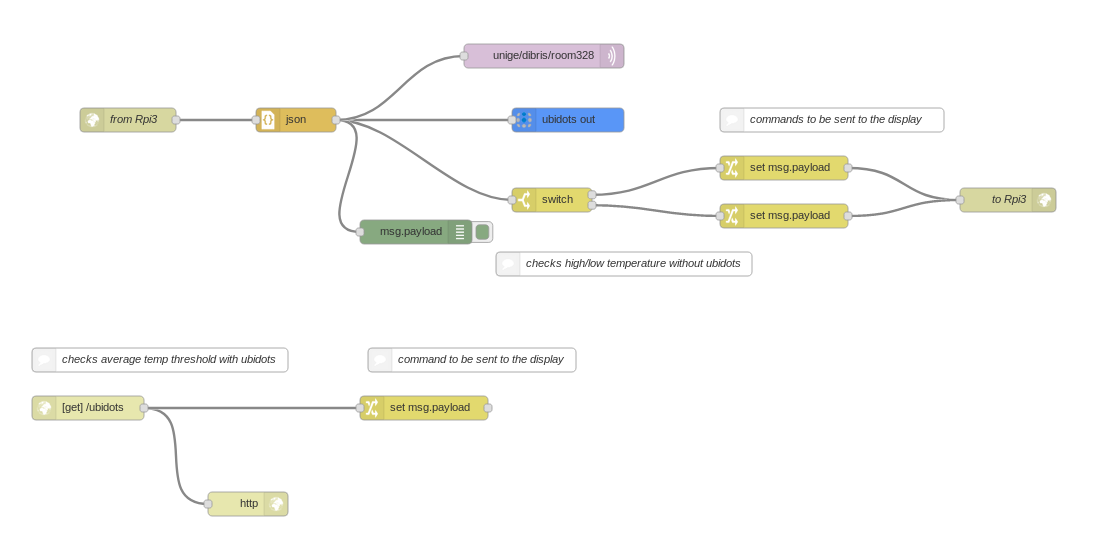 unige/dibris/room328
from Rpi3
json
ubidots out
commands to be sent to the display
set msg.payload
switch
to Rpi3
set msg.payload
msg.payload
checks high/low temperature without ubidots
checks average temp threshold with ubidots
command to be sent to the display
[get] /ubidots
set msg.payload
http